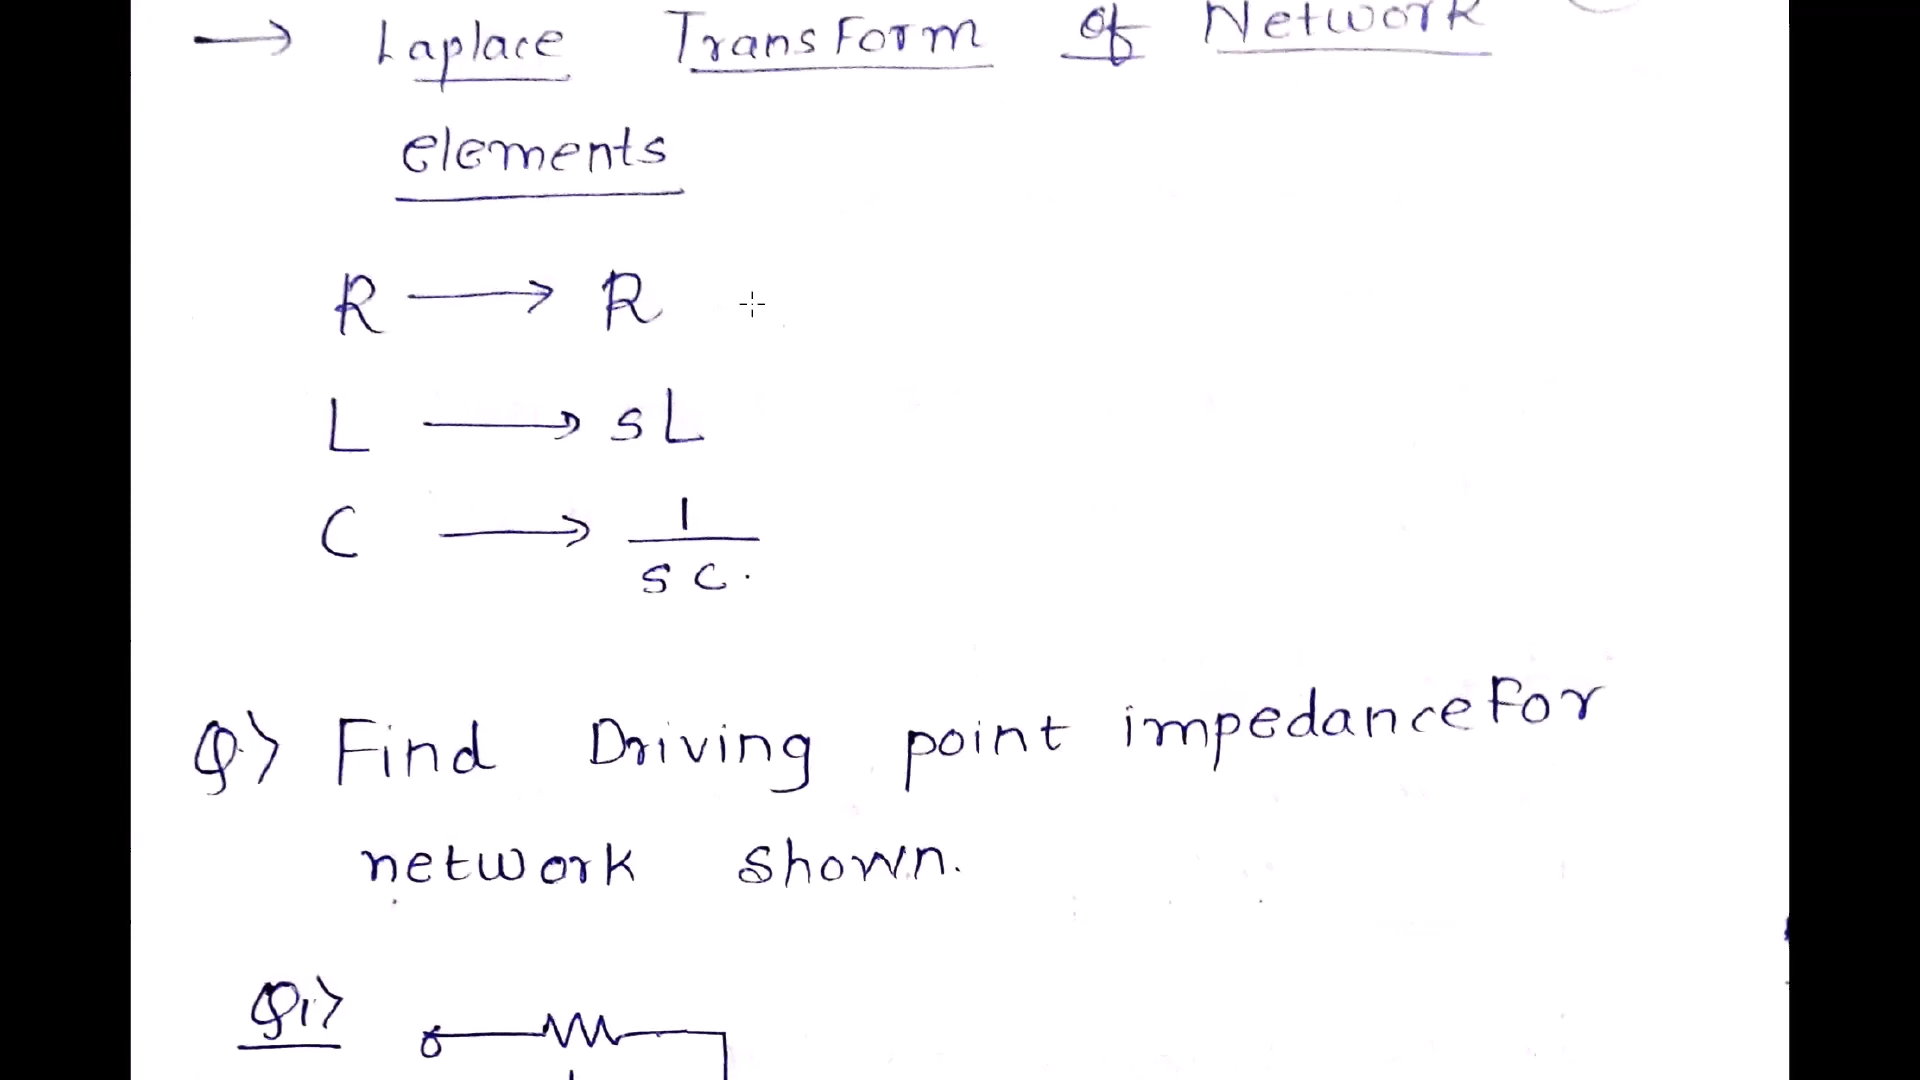 → Laplace Transform of Network
elements
R → R
L → sL
C → 1/sC.
Q> Find Driving point impedance for
network shown.
Q1>